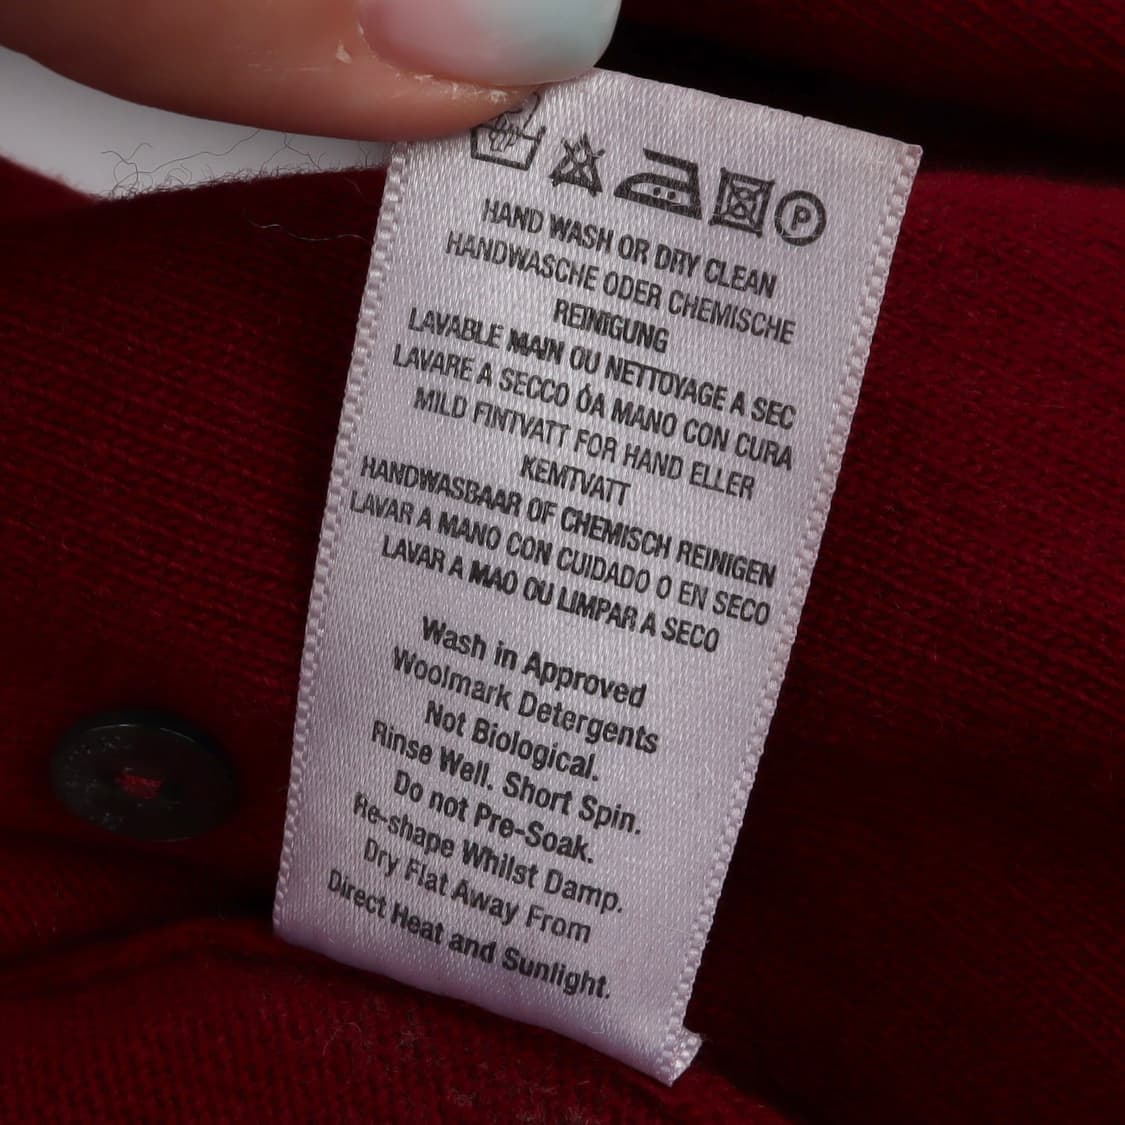 P
HAND WASH OR DRY CLEAN
HANDWASCHE ODER CHEMISCHE
REINIGUNG
LAVABLE MAIN OU NETTOYAGE A SEC
LAVARE A SECCO ÓA MANO CON CURA
MILD FINTVATT FOR HAND ELLER
KEMTVATT
HANDWASBAAR OF CHEMISCH REINIGEN
LAVAR A MANO CON CUIDADO O EN SECO
LAVAR A MAO OU LIMPAR A SECO
Wash in Approved
Woolmark Detergents
Not Biological.
Rinse Well. Short Spin.
Do not Pre-Soak.
Re-shape Whilst Damp.
Dry Flat Away From
Direct Heat and Sunlight.